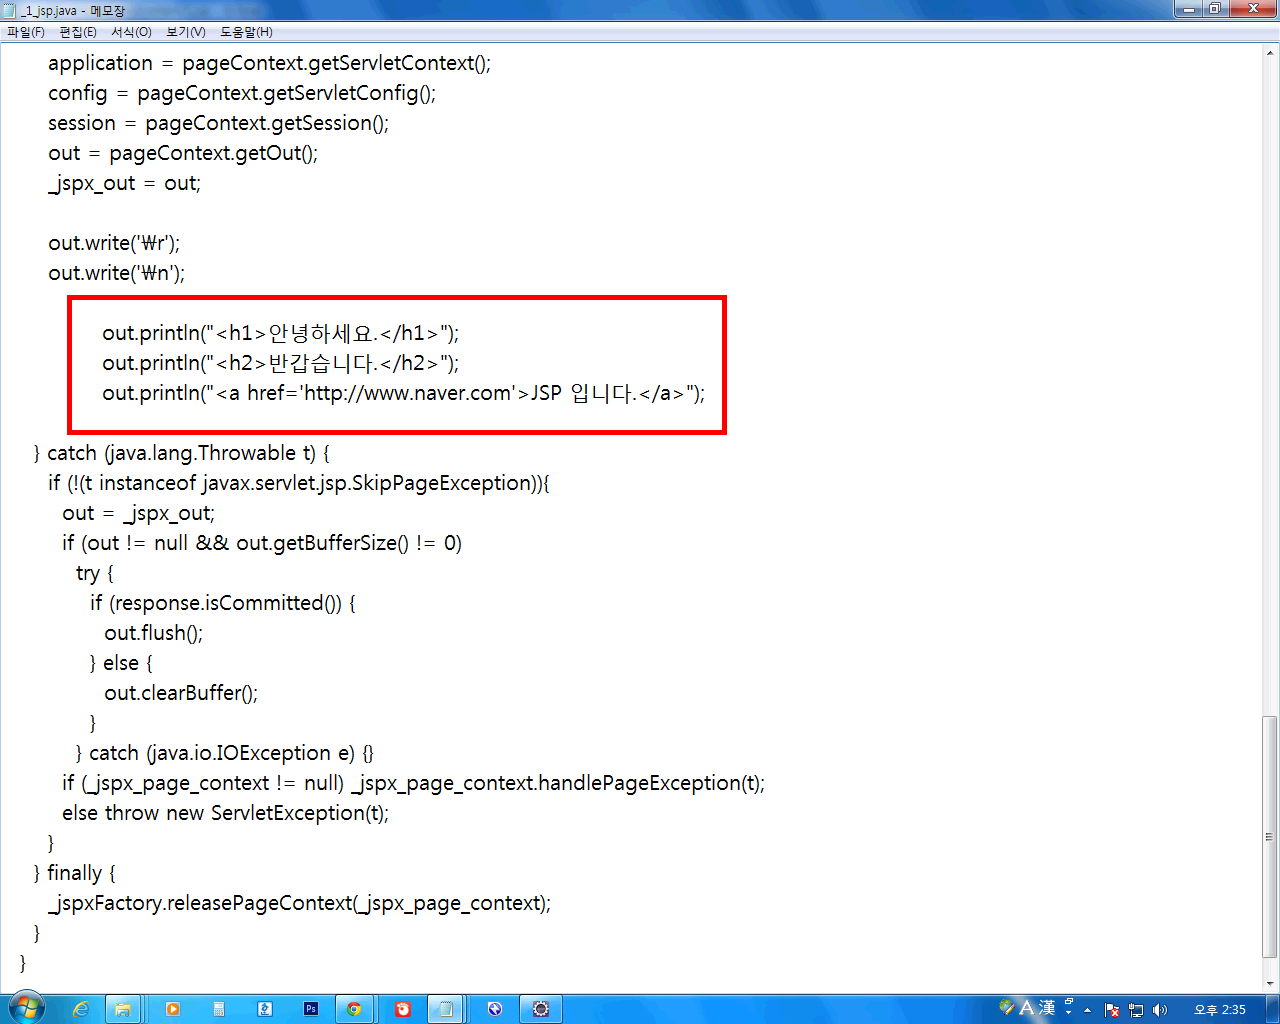 _1_jsp.java - 메모장
파일(F) 편집(E) 서식(O) 보기(V) 도움말(H)
application = pageContext.getServletContext();
config = pageContext.getServletConfig();
session = pageContext.getSession();
out = pageContext.getOut();
_jspx_out = out;
out.write('₩r');
out.write('₩n');
out.println("<h1>안녕하세요.</h1>");
out.println("<h2>반갑습니다.</h2>");
out.println("<a href='http://www.naver.com'>JSP 입니다.</a>");
} catch (java.lang.Throwable t) {
if (!(t instanceof javax.servlet.jsp.SkipPageException)){
out = _jspx_out;
if (out != null && out.getBufferSize() != 0)
try {
if (response.isCommitted()) {
out.flush();
} else {
out.clearBuffer();
}
} catch (java.io.IOException e) {}
if (_jspx_page_context != null) _jspx_page_context.handlePageException(t);
else throw new ServletException(t);
}
} finally {
_jspxFactory.releasePageContext(_jspx_page_context);
}
}
Ps
A 漢
오후 2:35